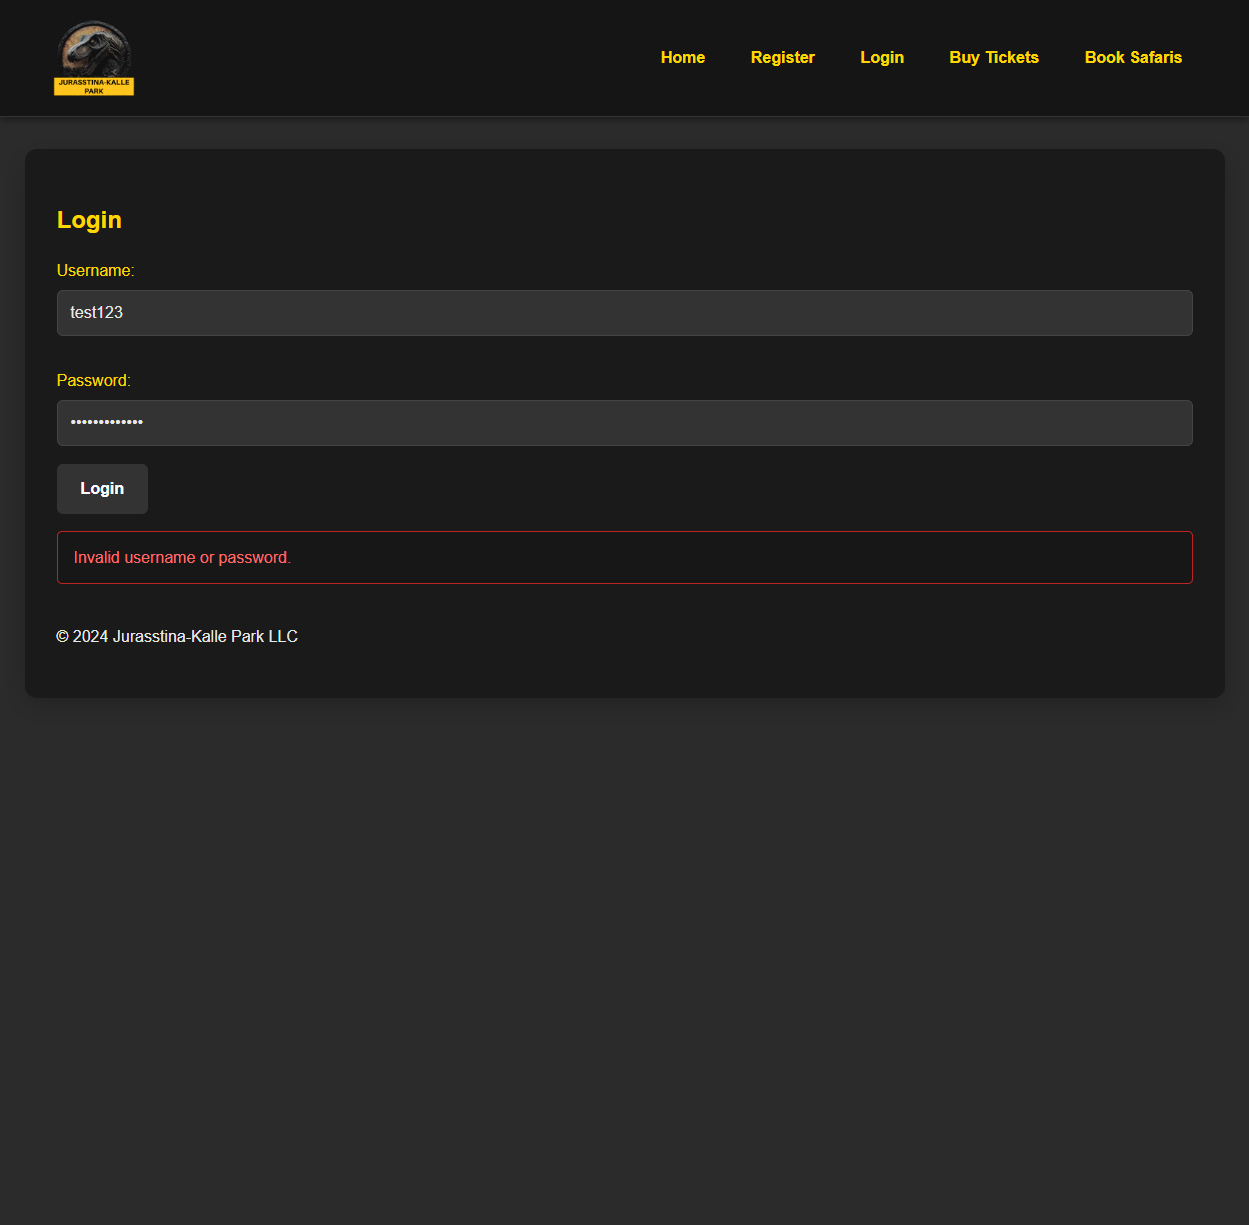 JURASSTINA-KALLE
PARK
Home Register Login Buy Tickets Book Safaris
Login
Username:
test123
Password:
•••••••••••••
Login
Invalid username or password.
© 2024 Jurasstina-Kalle Park LLC